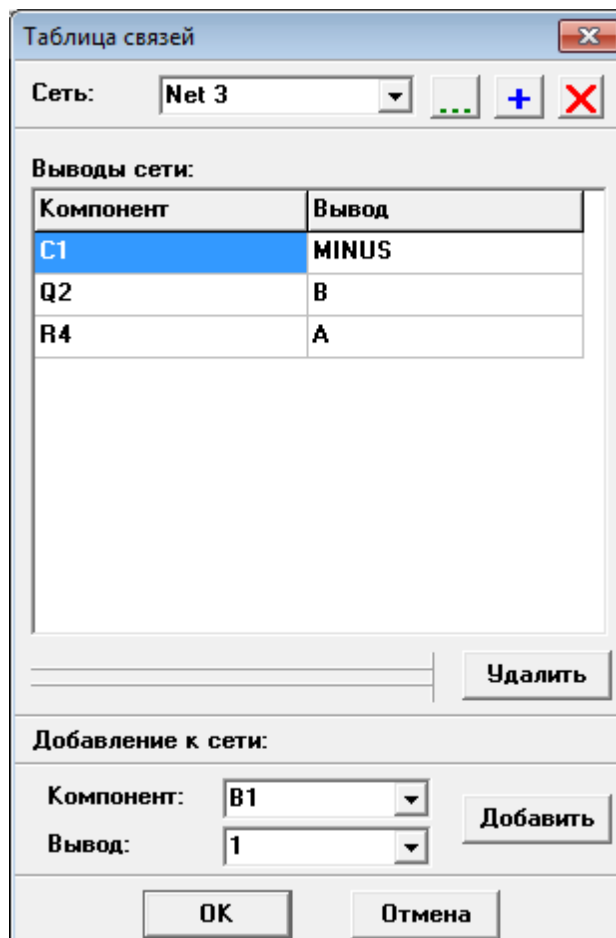 Таблица связей
Сеть: Net 3 ... +
Выводы сети:
Компонент Вывод
C1 MINUS
Q2 B
R4 A
Удалить
Добавление к сети:
Компонент: B1
Добавить
Вывод: 1
OK Отмена